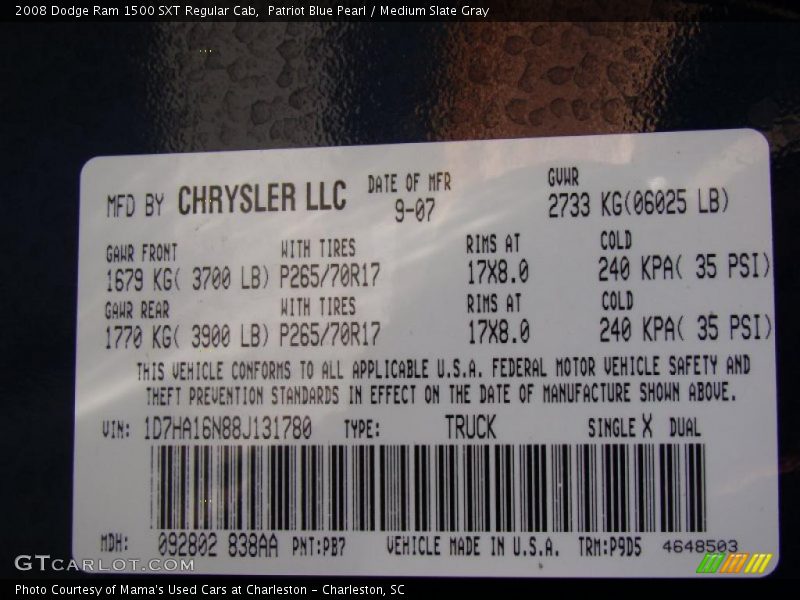 2008 Dodge Ram 1500 SXT Regular Cab,  Patriot Blue Pearl / Medium Slate Gray
MFD BY CHRYSLER LLC DATE OF MFR GVWR
9-07 2733 KG(06025 LB)
GAWR FRONT WITH TIRES RIMS AT COLD
1679 KG( 3700 LB) P265/70R17 17X8.0 240 KPA( 35 PSI)
GAWR REAR WITH TIRES RIMS AT COLD
1770 KG( 3900 LB) P265/70R17 17X8.0 240 KPA( 35 PSI)
THIS VEHICLE CONFORMS TO ALL APPLICABLE U.S.A. FEDERAL MOTOR VEHICLE SAFETY AND
THEFT PREVENTION STANDARDS IN EFFECT ON THE DATE OF MANUFACTURE SHOWN ABOVE.
VIN: 1D7HA16N88J131780 TYPE: TRUCK SINGLE X DUAL
MDH: 092802 838AA PNT:PB7 VEHICLE MADE IN U.S.A. TRM:P9D5 4648503
GTCARLOT.COM
Photo Courtesy of Mama's Used Cars at Charleston - Charleston, SC